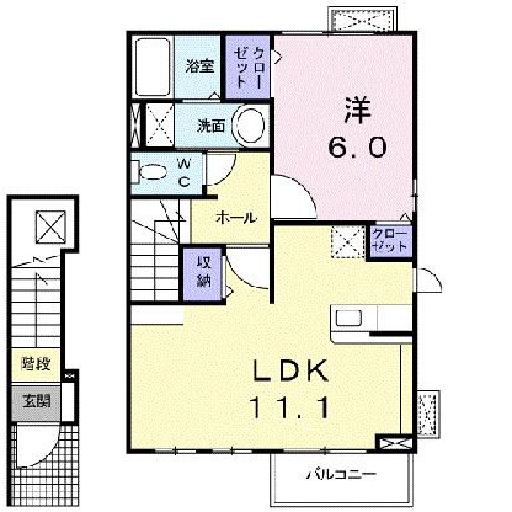 浴室
クロー
ゼット
洋
6.0
洗面
WC
ホール
クロー
ゼット
収納
階段
玄関
LDK
11.1
バルコニー